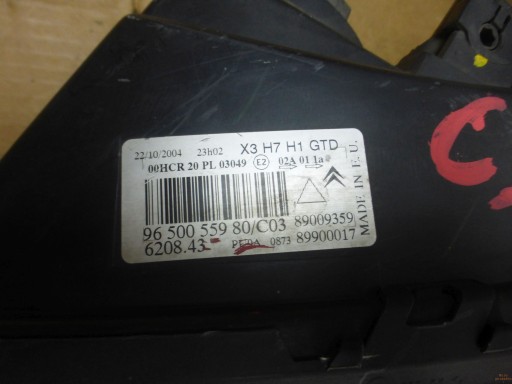 22/10/2004 23h02 X3 H7 H1 GTD
00HCR 20 PL 03049 E2 02A 01 1a
MADE IN E.U.
96 500 559 80/C03 89009359
6208.43 0873 89900017
C